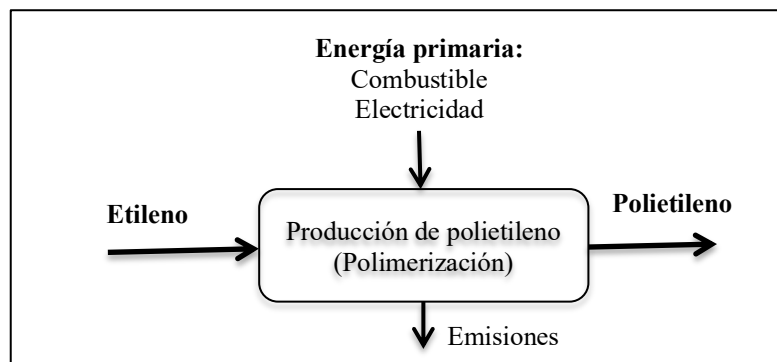 Energía primaria:
Combustible
Electricidad
Etileno
Polietileno
Producción de polietileno
(Polimerización)
Emisiones